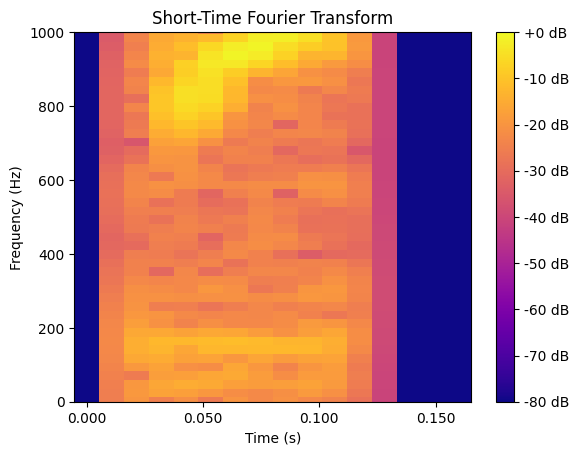 Short-Time Fourier Transform
1000
800
600
400
200
0
Frequency (Hz)
0.000
0.050
0.100
0.150
Time (s)
+0 dB
-10 dB
-20 dB
-30 dB
-40 dB
-50 dB
-60 dB
-70 dB
-80 dB